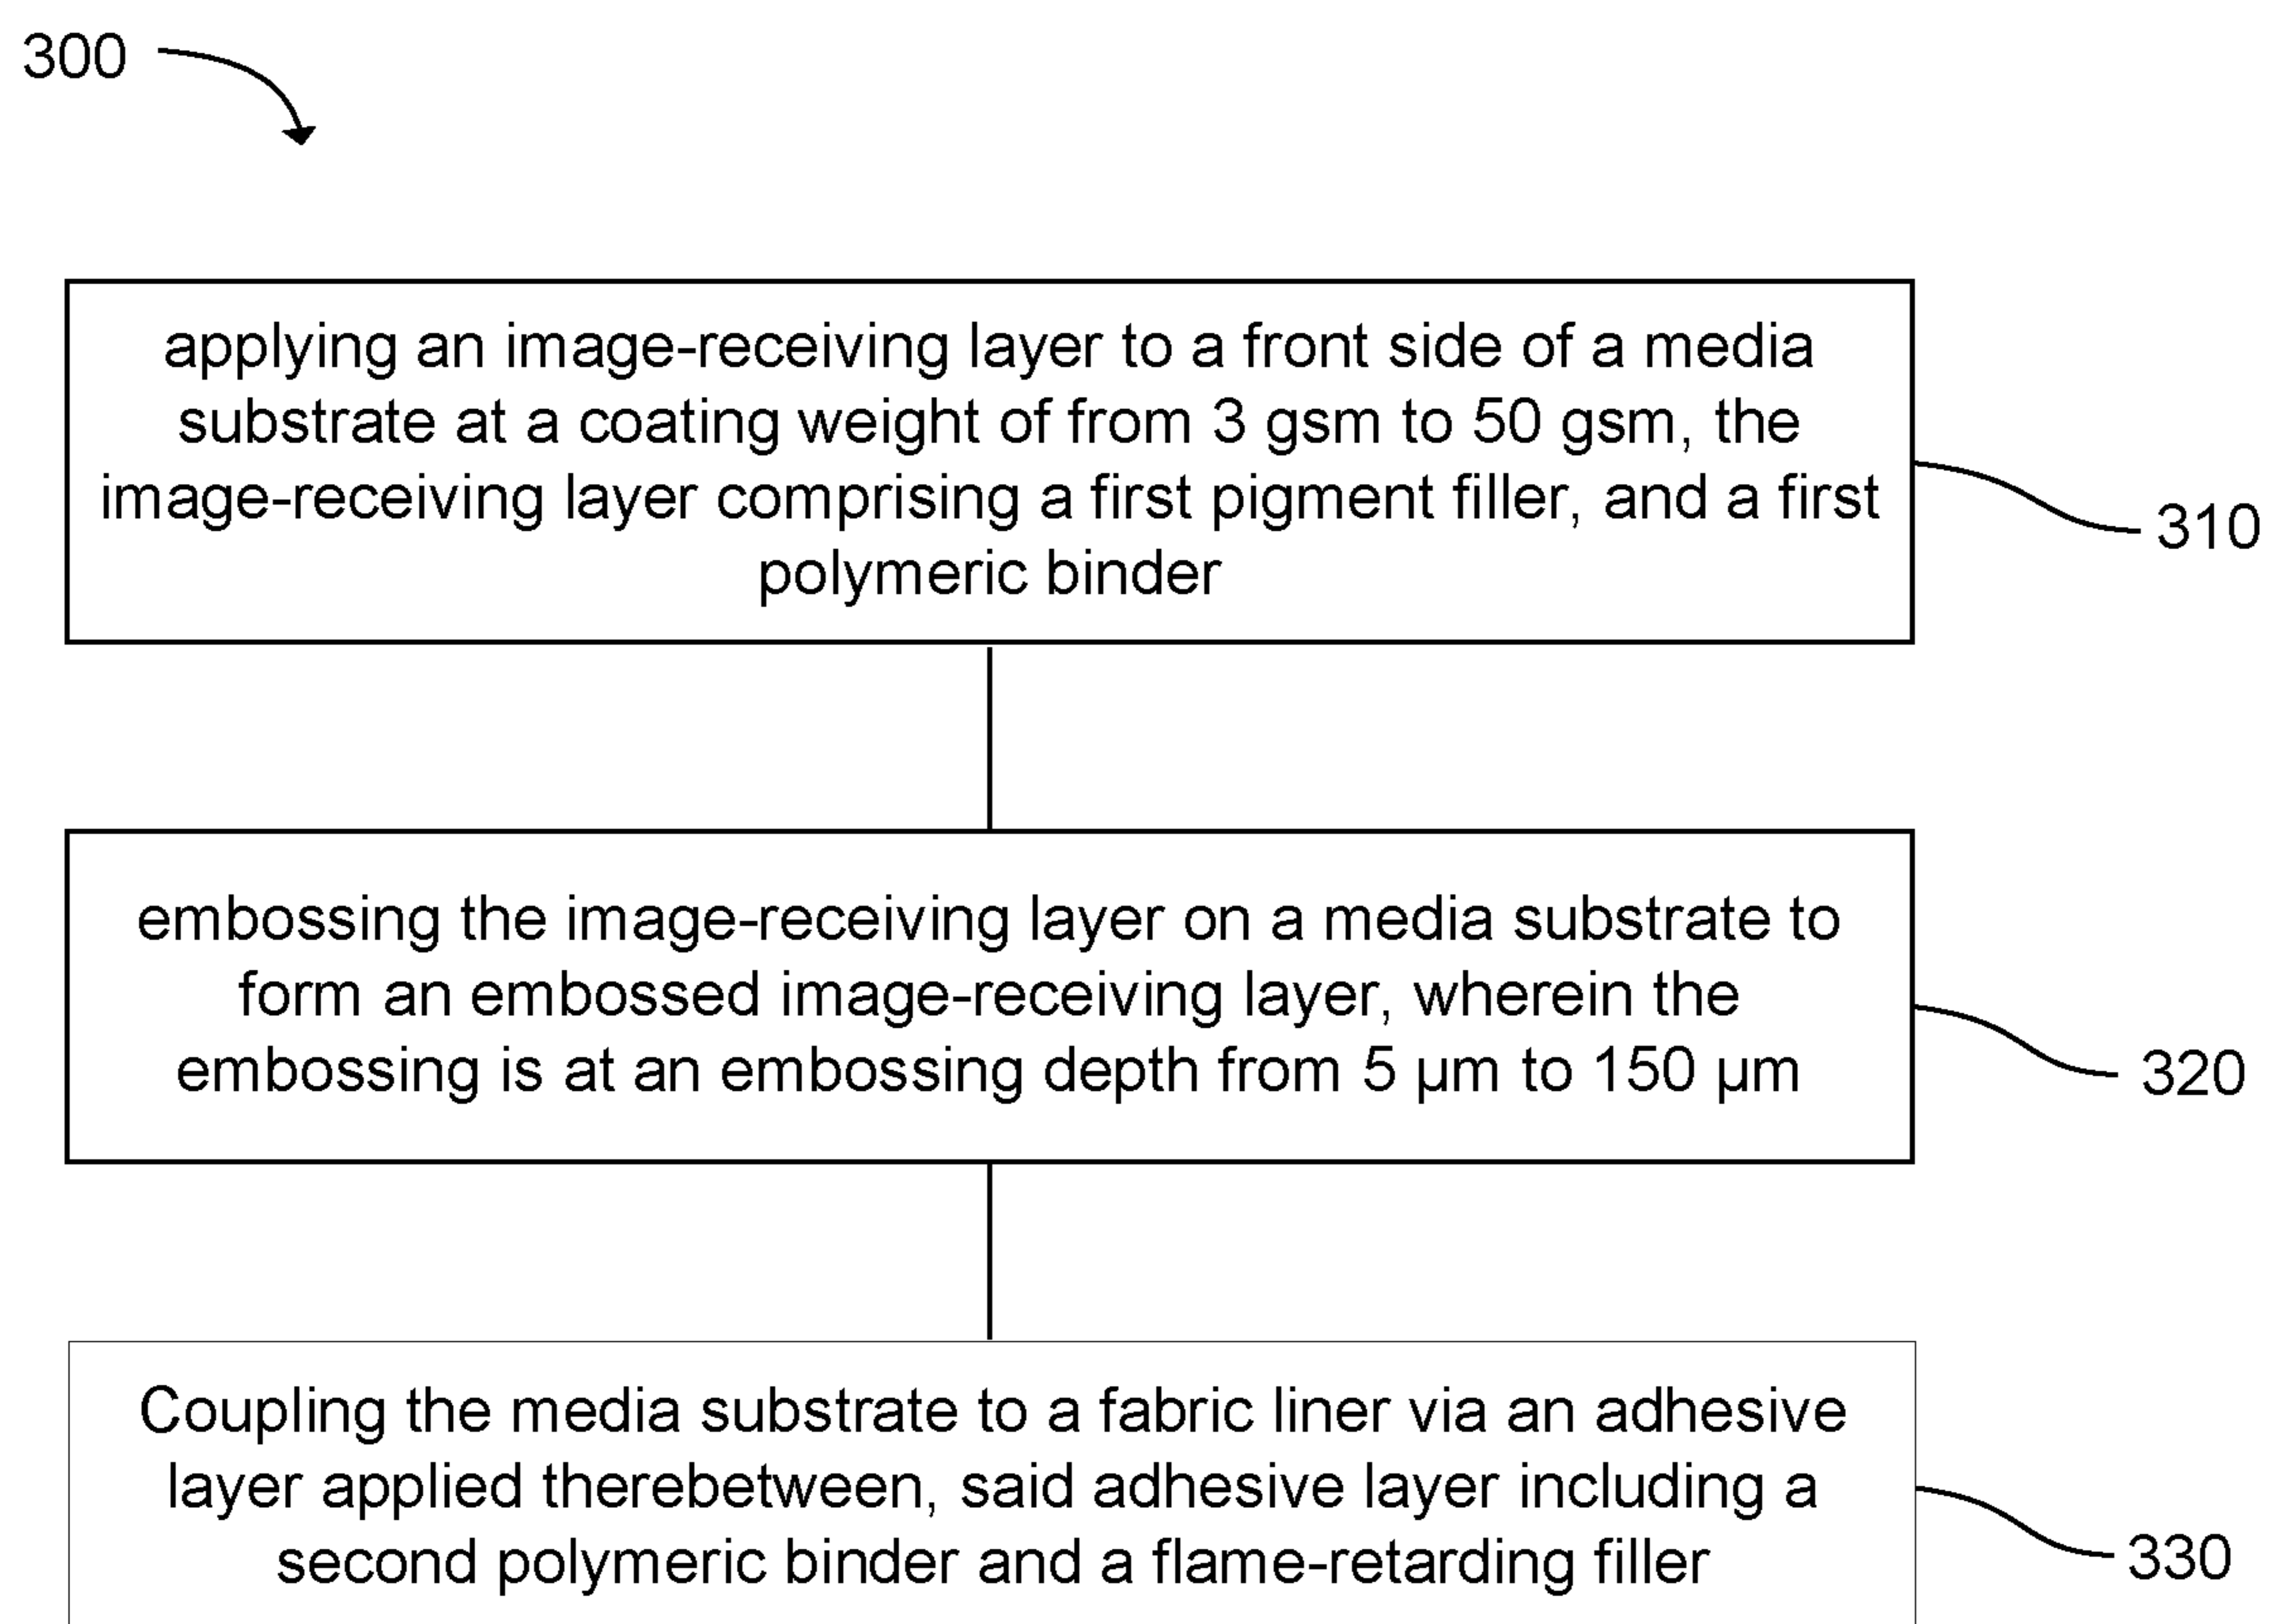 300
applying an image-receiving layer to a front side of a media
substrate at a coating weight of from 3 gsm to 50 gsm, the
image-receiving layer comprising a first pigment filler, and a first
polymeric binder
310
embossing the image-receiving layer on a media substrate to
form an embossed image-receiving layer, wherein the
embossing is at an embossing depth from 5 µm to 150 µm
320
Coupling the media substrate to a fabric liner via an adhesive
layer applied therebetween, said adhesive layer including a
second polymeric binder and a flame-retarding filler
330